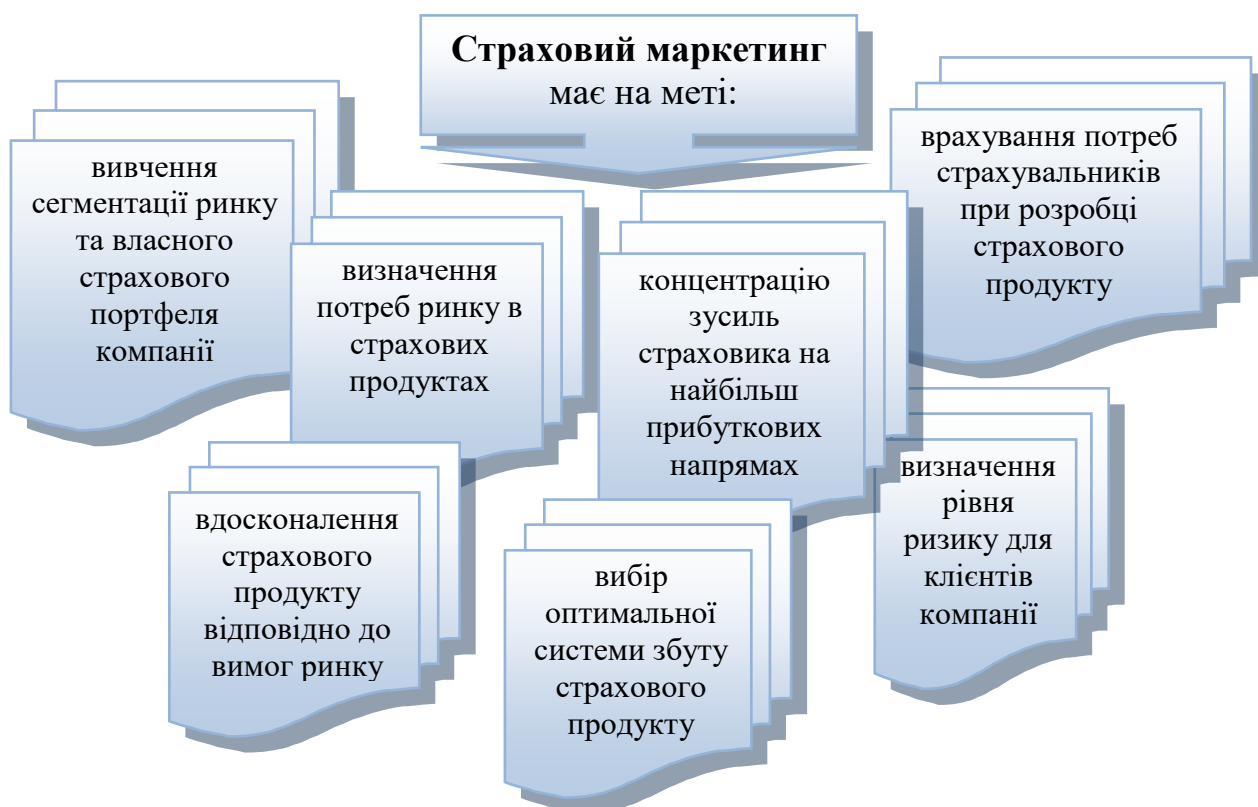 Страховий маркетинг
має на меті:
вивчення
сегментації ринку
та власного
страхового
портфеля
компанії
визначення
потреб ринку в
страхових
продуктах
концентрацію
зусиль
страховика на
найбільш
прибуткових
напрямах
врахування потреб
страхувальників
при розробці
страхового
продукту
вдосконалення
страхового
продукту
відповідно до
вимог ринку
вибір
оптимальної
системи збуту
страхового
продукту
визначення
рівня
ризику для
клієнтів
компанії